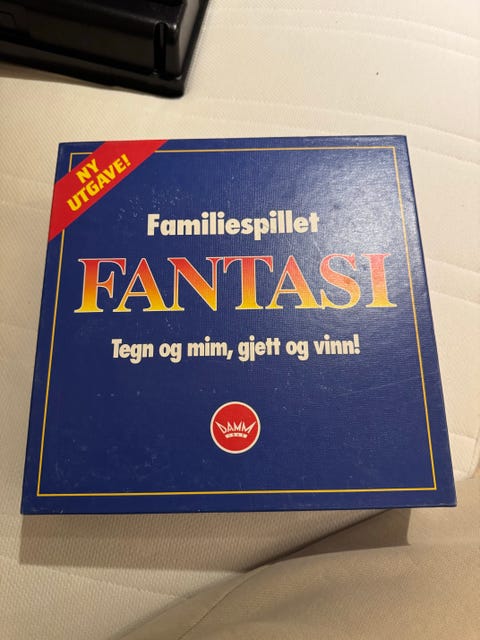 NY
UTGAVE!
Familiespillet
FANTASI
Tegn og mim, gjett og vinn!
DAMM